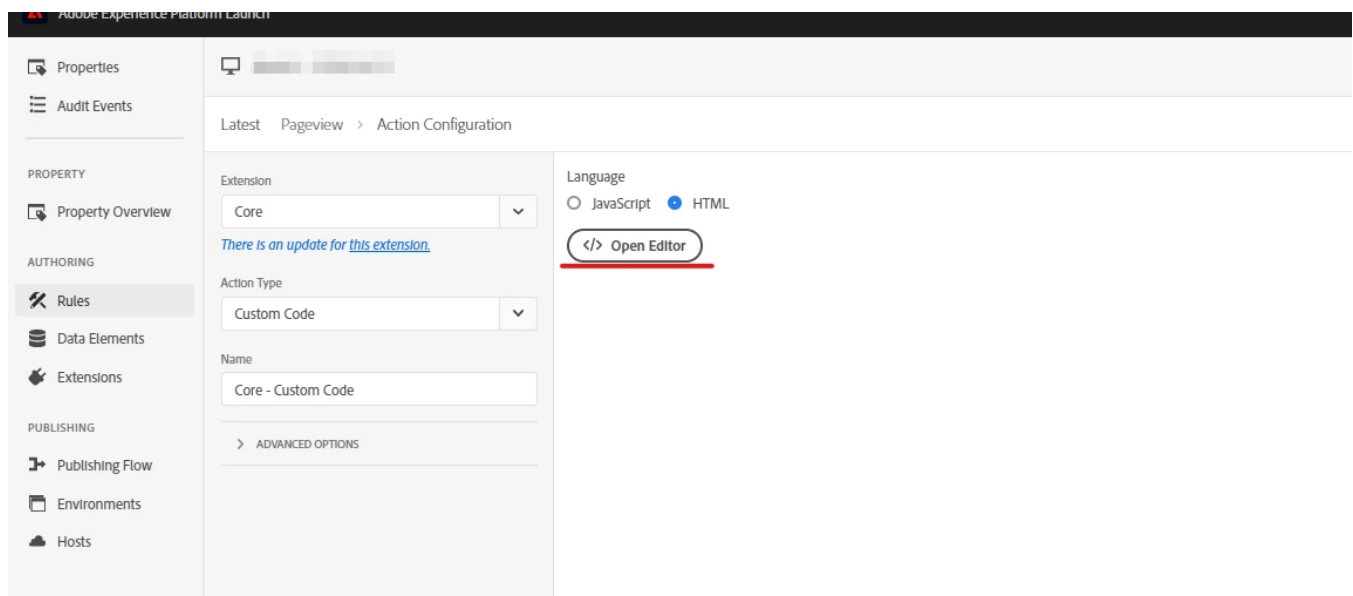 Adobe Experience Platform Launch
Properties
Audit Events
PROPERTY
Property Overview
AUTHORING
Rules
Data Elements
Extensions
PUBLISHING
Publishing Flow
Environments
Hosts
Latest Pageview > Action Configuration
Extension
Core
There is an update for this extension.
Action Type
Custom Code
Name
Core - Custom Code
> ADVANCED OPTIONS
Language
JavaScript HTML
</> Open Editor